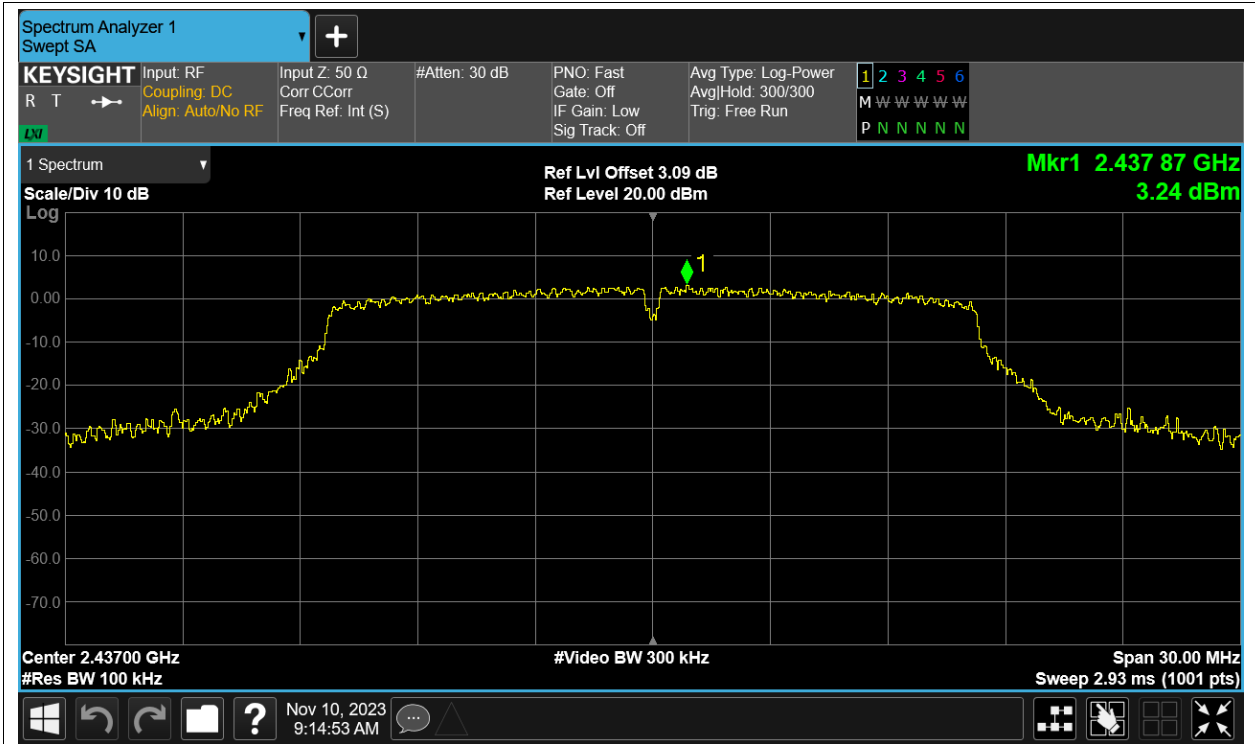 Spectrum Analyzer 1
Swept SA
KEYSIGHT
R T
LXI
Input: RF
Coupling: DC
Align: Auto/No RF
Input Z: 50 Ω
Corr CCorr
Freq Ref: Int (S)
#Atten: 30 dB
PNO: Fast
Gate: Off
IF Gain: Low
Sig Track: Off
Avg Type: Log-Power
Avg|Hold: 300/300
Trig: Free Run
1 2 3 4 5 6
M W W W W W
P N N N N N
1 Spectrum
Scale/Div 10 dB
Log
Ref Lvl Offset 3.09 dB
Ref Level 20.00 dBm
Mkr1 2.437 87 GHz
3.24 dBm
1
10.0
0.00
-10.0
-20.0
-30.0
-40.0
-50.0
-60.0
-70.0
Center 2.43700 GHz
#Res BW 100 kHz
#Video BW 300 kHz
Span 30.00 MHz
Sweep 2.93 ms (1001 pts)
?
Nov 10, 2023
9:14:53 AM